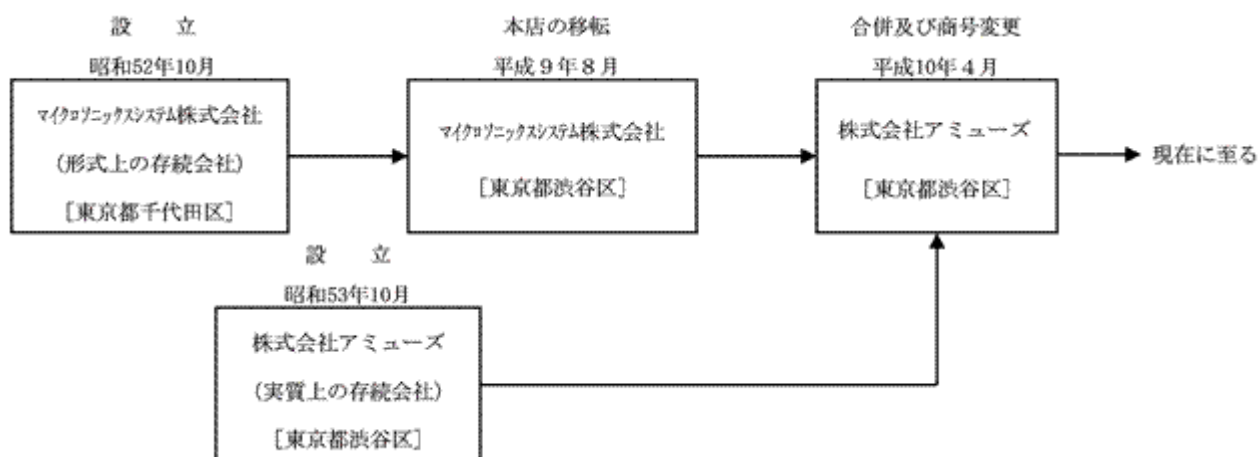 設　立
昭和52年10月
ﾏｲｸﾛｿﾆｯｸｽｼｽﾃﾑ株式会社
(形式上の存続会社)
[東京都千代田区]
本店の移転
平成９年８月
ﾏｲｸﾛｿﾆｯｸｽｼｽﾃﾑ株式会社
[東京都渋谷区]
合併及び商号変更
平成10年４月
株式会社アミューズ
[東京都渋谷区]
現在に至る
設　立
昭和53年10月
株式会社アミューズ
(実質上の存続会社)
[東京都渋谷区]